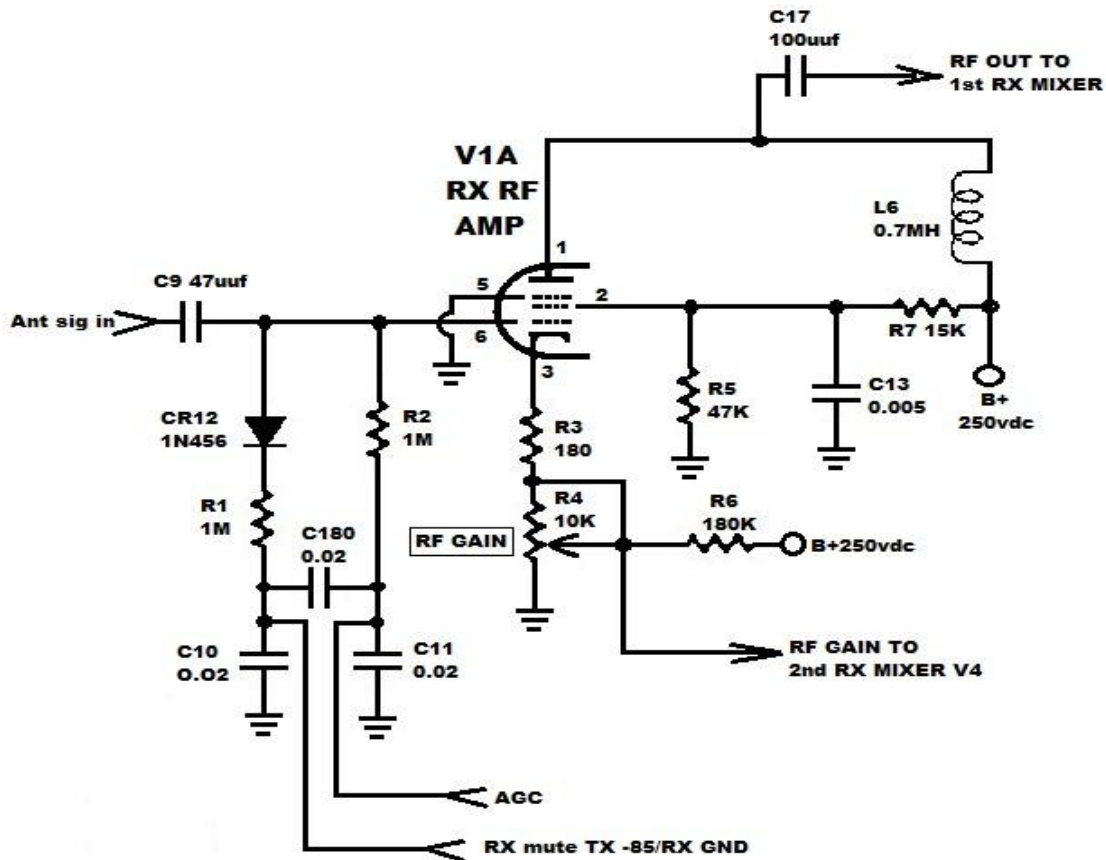 C17
100uuf
RF OUT TO
1st RX MIXER
V1A
RX RF
AMP
L6
0.7MH
1
C9 47uuf
5
2
Ant sig in
6
R7 15K
3
R5
47K
C13
0.005
B+
250vdc
CR12
1N456
R2
1M
R3
180
R1
1M
R4
10K
R6
180K
C180
0.02
RF GAIN
B+250vdc
C10
0.02
C11
0.02
RF GAIN TO
2nd RX MIXER V4
AGC
RX mute TX -85/RX GND